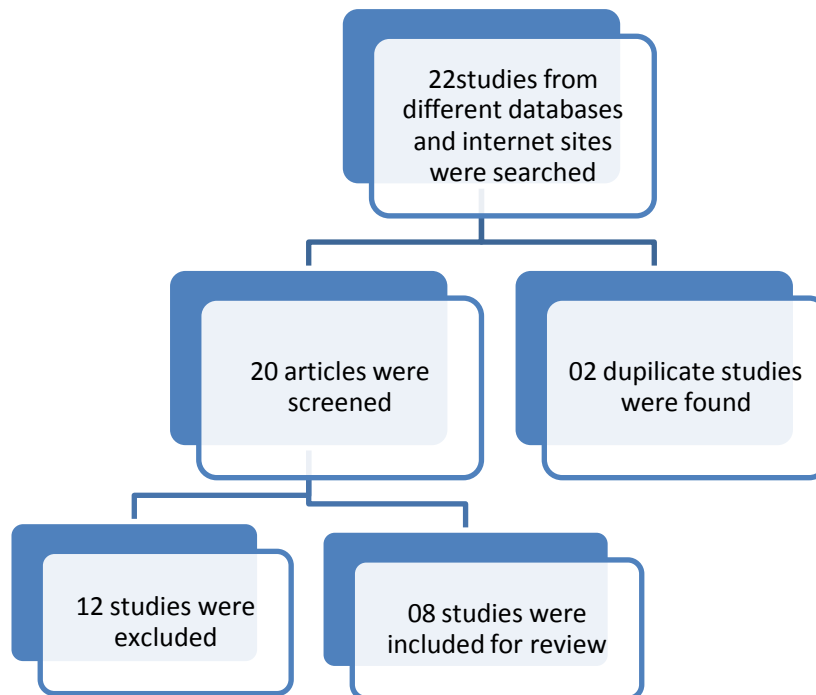 22studies from
different databases
and internet sites
were searched
20 articles were
screened
02 dupilicate studies
were found
12 studies were
excluded
08 studies were
included for review